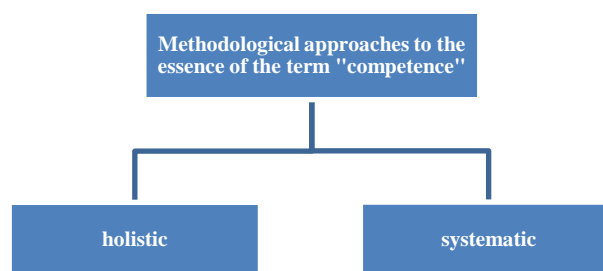 Methodological approaches to the
essence of the term "competence"
holistic
systematic